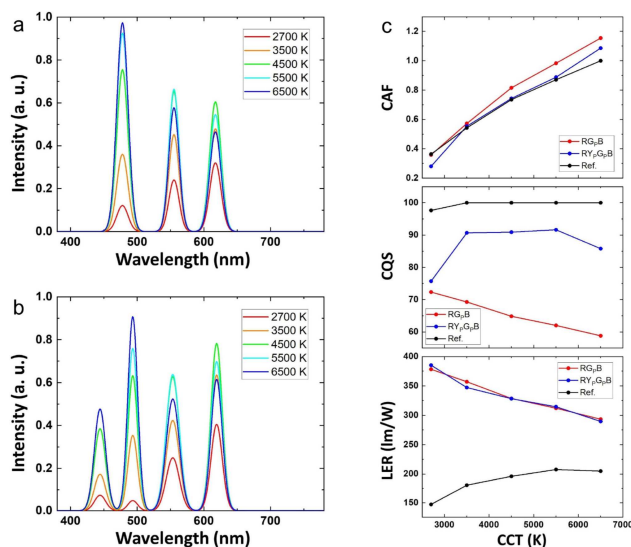 a
Intensity (a. u.)
1.0
0.8
0.6
0.4
0.2
0.0
2700 K
3500 K
4500 K
5500 K
6500 K
400 500 600 700
Wavelength (nm)
b
Intensity (a. u.)
1.0
0.8
0.6
0.4
0.2
0.0
2700 K
3500 K
4500 K
5500 K
6500 K
400 500 600 700
Wavelength (nm)
c
CAF
1.2
1.0
0.8
0.6
0.4
0.2
RGₚB
RYₚGₚB
Ref.
CQS
100
90
80
70
60
RGₚB
RYₚGₚB
Ref.
LER (lm/W)
400
350
300
250
200
150
RGₚB
RYₚGₚB
Ref.
3000 4000 5000 6000 7000
CCT (K)